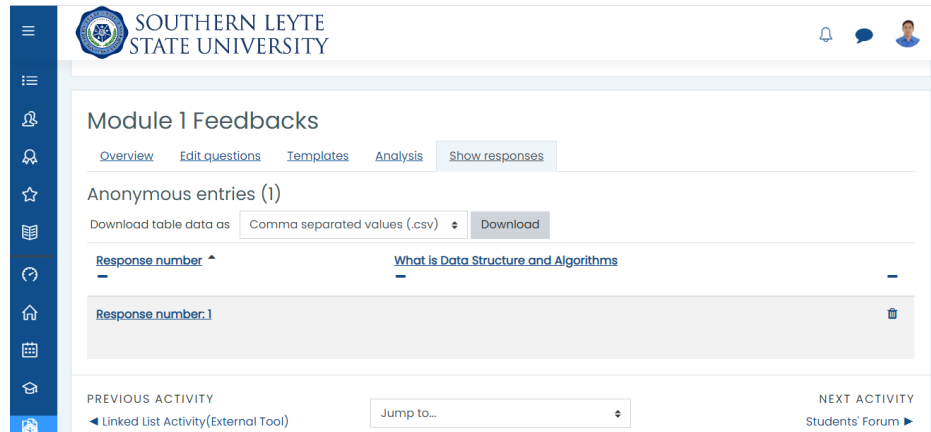 SOUTHERN LEYTE
STATE UNIVERSITY
Module 1 Feedbacks
Overview Edit questions Templates Analysis Show responses
Anonymous entries (1)
Download table data as Comma separated values (.csv) Download
Response number What is Data Structure and Algorithms
Response number: 1
PREVIOUS ACTIVITY NEXT ACTIVITY
◄ Linked List Activity(External Tool) Jump to... Students' Forum ►